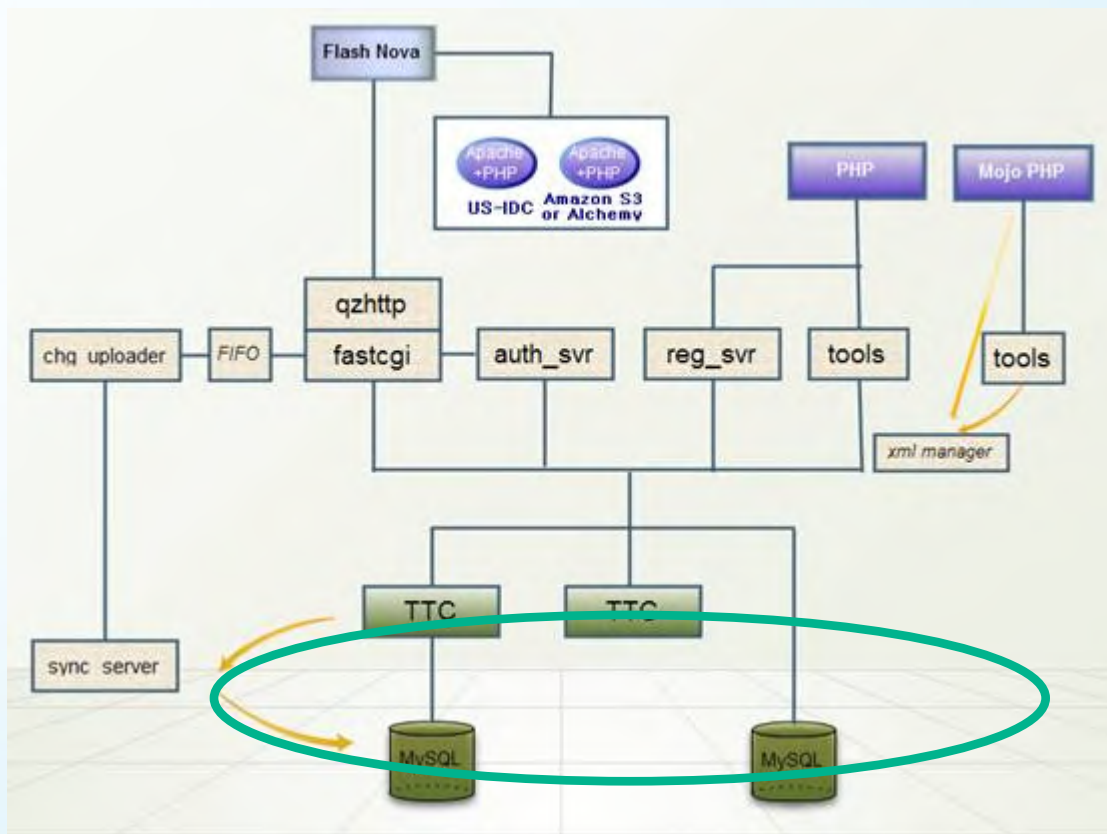 Flash Nova
Apache
+PHP
Apache
+PHP
US-IDC
Amazon S3
or Alchemy
PHP
Mojo PHP
qzhttp
chg uploader
FIFO
fastcgi
auth_svr
reg_svr
tools
tools
xml manager
TTC
TTC
sync server
MySQL
MySQL